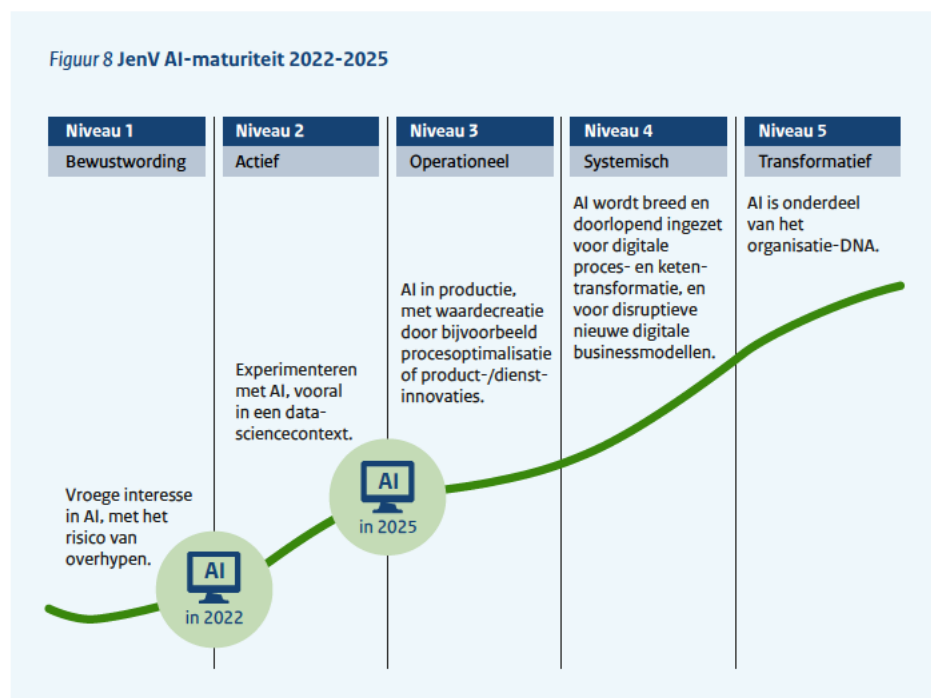 Figuur 8 JenV AI-maturiteit 2022-2025
Niveau 1
Bewustwording
Vroege interesse
in AI, met het
risico van
overhypen.
Niveau 2
Actief
Experimenteren
met AI, vooral
in een data-
sciencecontext.
Niveau 3
Operationeel
AI in productie,
met waardecreatie
door bijvoorbeeld
procesoptimalisatie
of product-/dienst-
innovaties.
Niveau 4
Systemisch
AI wordt breed en
doorlopend ingezet
voor digitale
proces- en keten-
transformatie, en
voor disruptieve
nieuwe digitale
businessmodellen.
Niveau 5
Transformatief
AI is onderdeel
van het
organisatie-DNA.
AI
in 2022
AI
in 2025